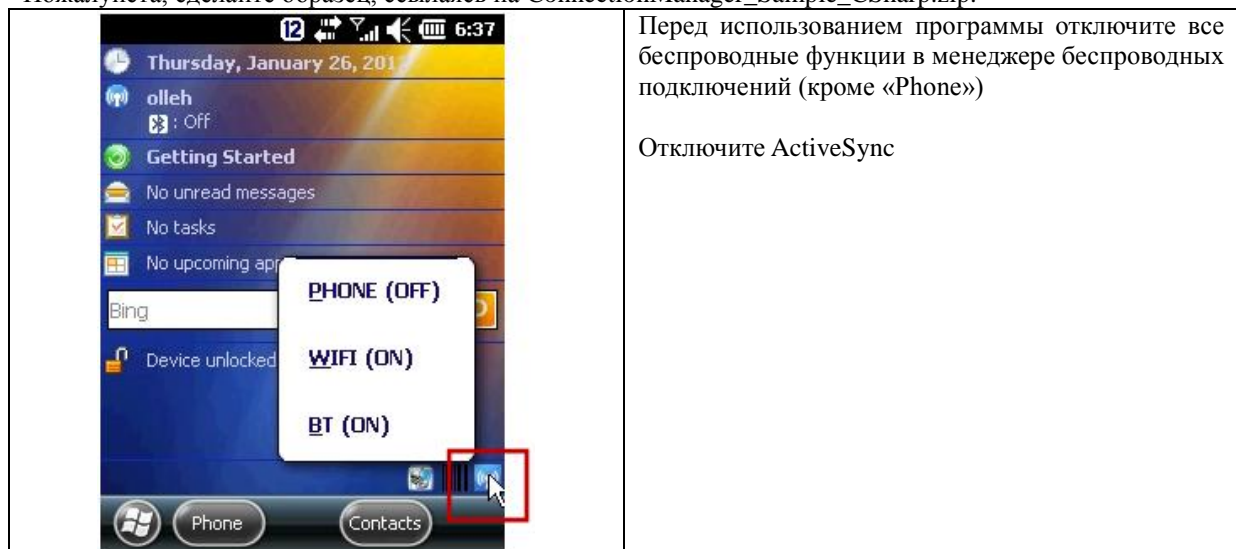 Пожалуйста, сделайте образец, ссылаясь на ConnectionManager_Sample_CSharp.zip.
12 6:37
Thursday, January 26,
olleh
: Off
Getting Started
No unread messages
No tasks
No upcoming
Bing
Device unlocked
PHONE (OFF)
WIFI (ON)
BT (ON)
Phone Contacts
Перед использованием программы отключите все
беспроводные функции в менеджере беспроводных
подключений (кроме «Phone»)
Отключите ActiveSync